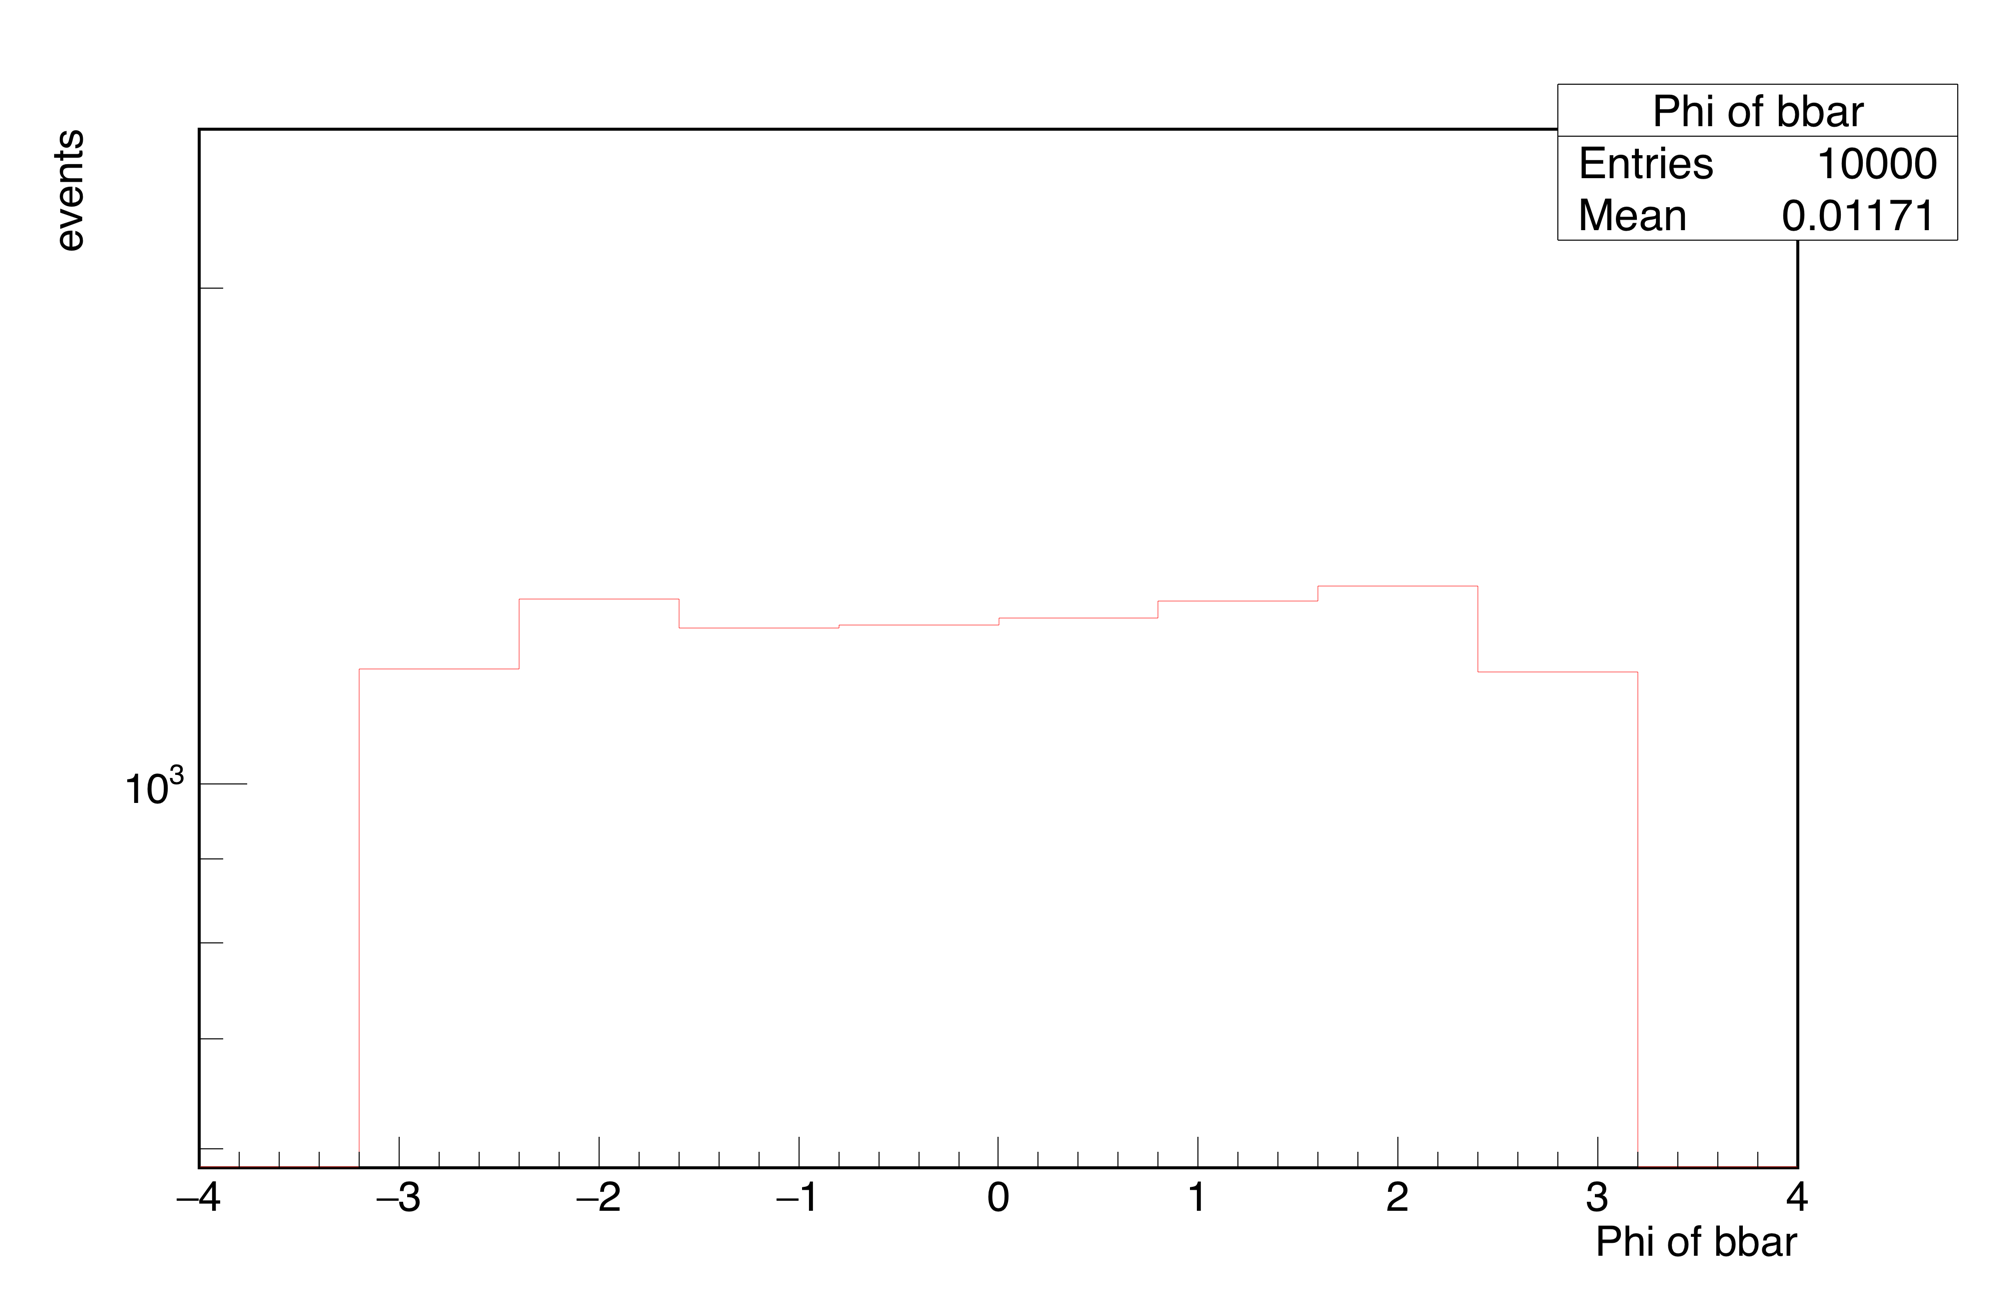 events
Phi of bbar
Entries 10000
Mean 0.01171
10³
−4 −3 −2 −1 0 1 2 3 4
Phi of bbar